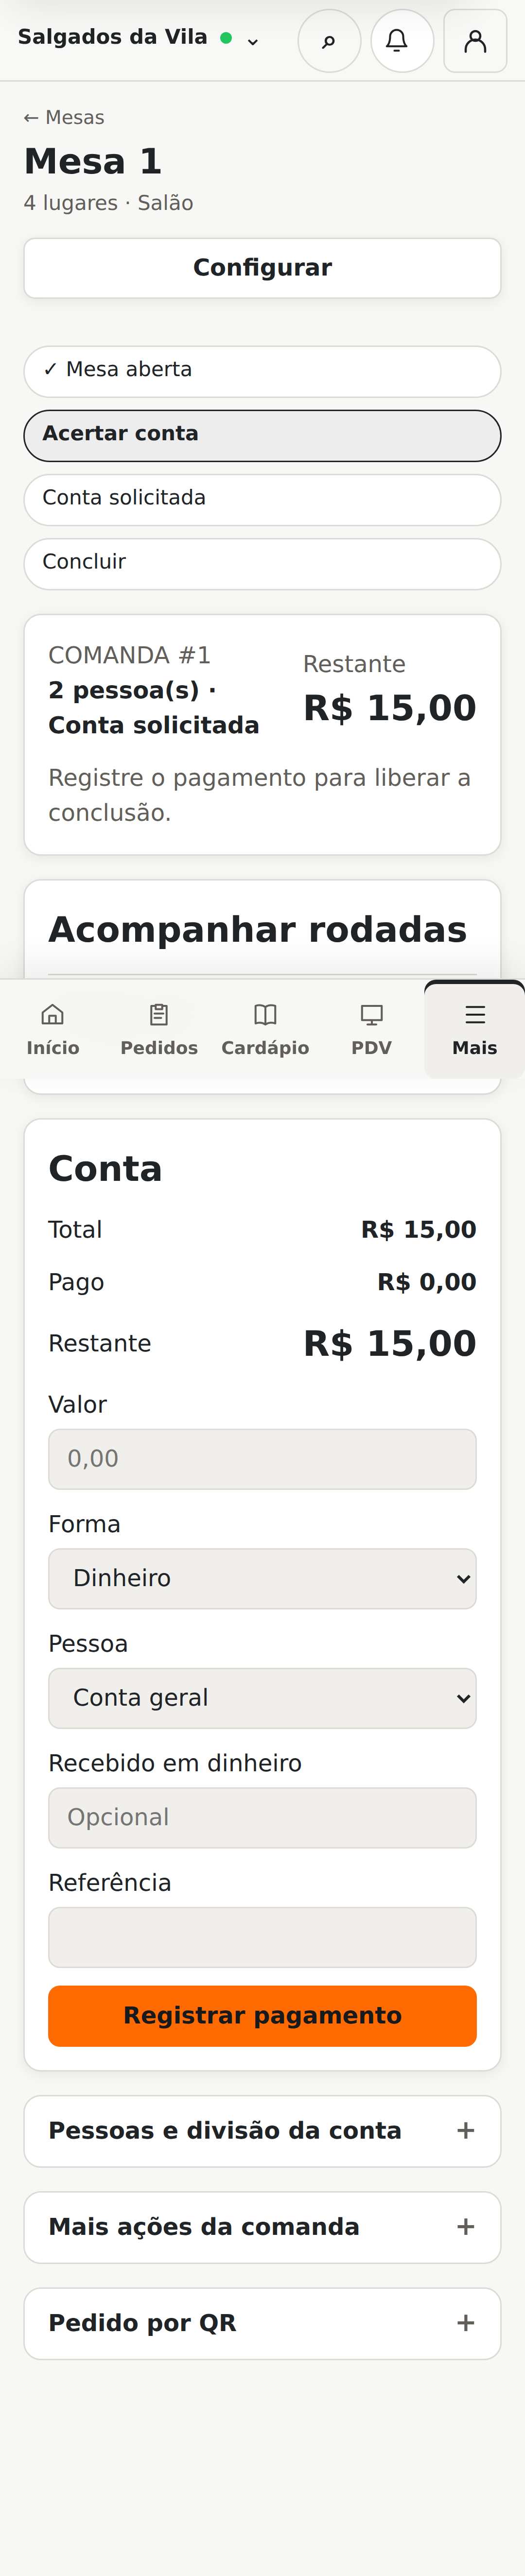 Salgados da Vila
← Mesas
Mesa 1
4 lugares · Salão
Configurar
✓ Mesa aberta
Acertar conta
Conta solicitada
Concluir
COMANDA #1
2 pessoa(s) ·
Conta solicitada
Restante
R$ 15,00
Registre o pagamento para liberar a
conclusão.
Acompanhar rodadas
Início
Pedidos
Cardápio
PDV
Mais
Conta
Total R$ 15,00
Pago R$ 0,00
Restante R$ 15,00
Valor
0,00
Forma
Dinheiro
Pessoa
Conta geral
Recebido em dinheiro
Opcional
Referência
Registrar pagamento
Pessoas e divisão da conta +
Mais ações da comanda +
Pedido por QR +